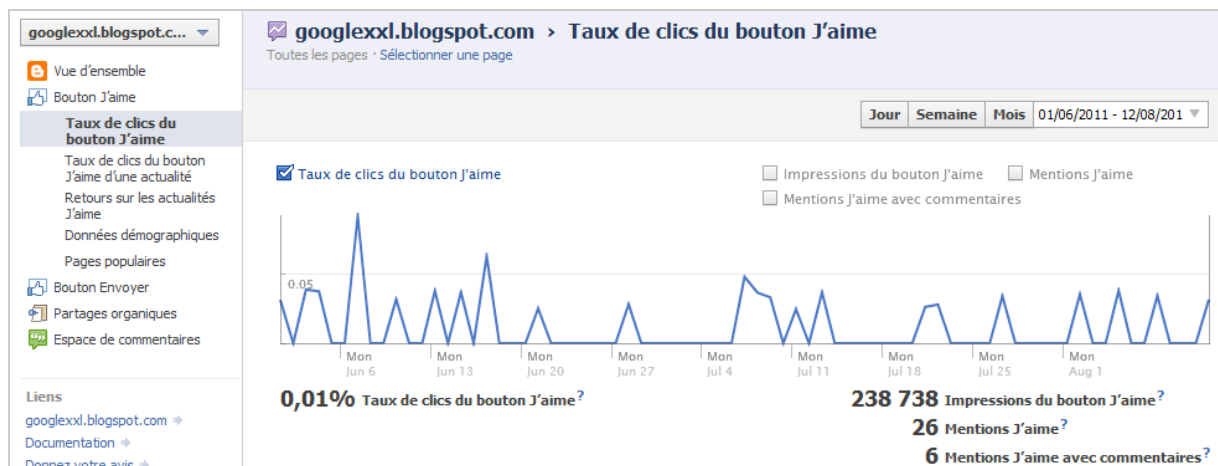 googlexxl.blogspot.c...
Vue d'ensemble
Bouton J'aime
Taux de clics du
bouton J'aime
Taux de clics du bouton
J'aime d'une actualité
Retours sur les actualités
J'aime
Données démographiques
Pages populaires
Bouton Envoyer
Partages organiques
Espace de commentaires
Liens
googlexxl.blogspot.com
Documentation
Donnez votre avis
googlexxl.blogspot.com › Taux de clics du bouton J'aime
Toutes les pages · Sélectionner une page
Jour Semaine Mois 01/06/2011 - 12/08/201
Taux de clics du bouton J'aime
Impressions du bouton J'aime Mentions J'aime
Mentions J'aime avec commentaires
0.05
Mon Mon Mon Mon Mon Mon Mon Mon Mon
Jun 6 Jun 13 Jun 20 Jun 27 Jul 4 Jul 11 Jul 18 Jul 25 Aug 1
0,01% Taux de clics du bouton J'aime ?
238 738 Impressions du bouton J'aime ?
26 Mentions J'aime ?
6 Mentions J'aime avec commentaires ?